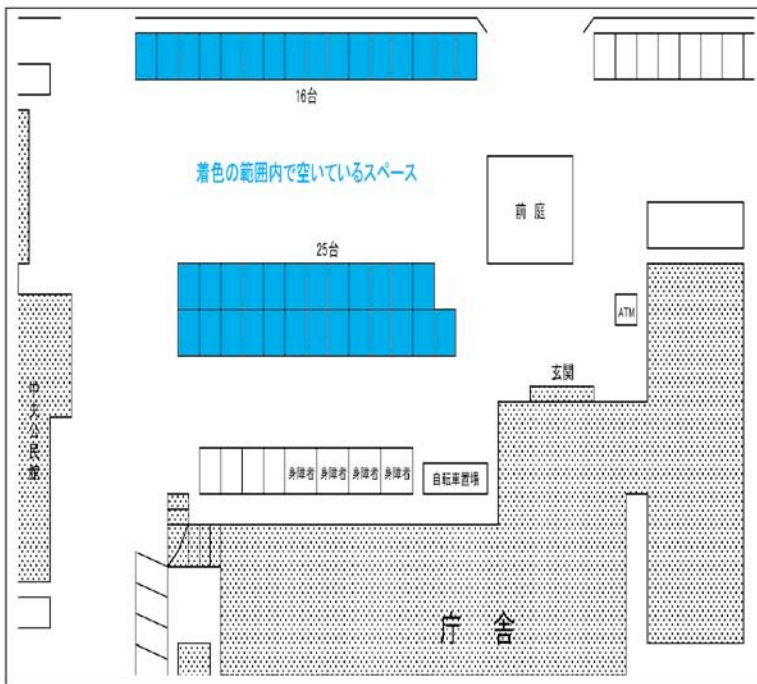 16台
着色の範囲内で空いているスペース
前 庭
25台
ATM
玄関
中央公民館
身障者 身障者 身障者 身障者
自転車置場
庁 舎